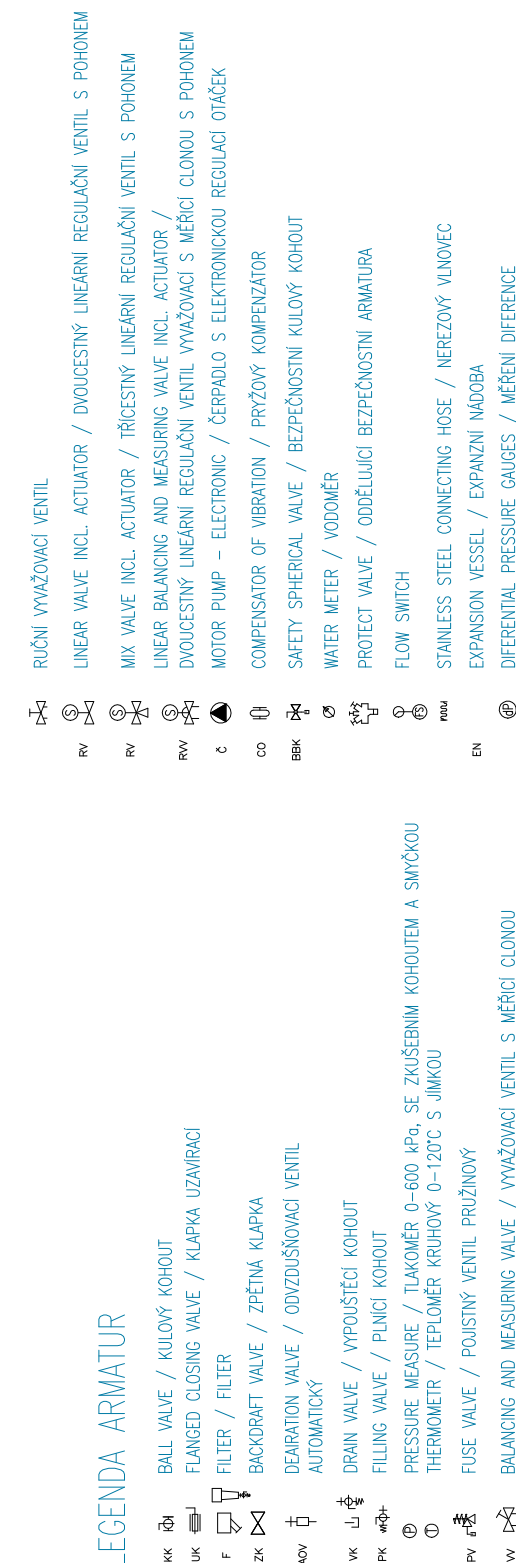 LEGENDA ARMATUR
KK BALL VALVE / KULOVÝ KOHOUT
UK FLANGED CLOSING VALVE / KLAPKA UZAVÍRACÍ
F FILTER / FILTER
ZK BACKDRAFT VALVE / ZPĚTNÁ KLAPKA
AOV DEAIRATION VALVE / ODVZDUŠŇOVACÍ VENTIL
AUTOMATICKÝ
VK DRAIN VALVE / VYPOUŠTĚCÍ KOHOUT
PK FILLING VALVE / PLNÍCÍ KOHOUT
P PRESSURE MEASURE / TLAKOMĚR 0-600 kPa, SE ZKUŠEBNÍM KOHOUTEM A SMYČKOU
T THERMOMETR / TEPLOMĚR KRUHOVÝ 0-120°C S JÍMKOU
PV FUSE VALVE / POJISTNÝ VENTIL PRUŽINOVÝ
VV BALANCING AND MEASURING VALVE / VYVAŽOVACÍ VENTIL S MĚŘICÍ CLONOU
RUČNÍ VYVAŽOVACÍ VENTIL
RV S LINEAR VALVE INCL. ACTUATOR / DVOUCESTNÝ LINEÁRNÍ REGULAČNÍ VENTIL S POHONEM
RV S MIX VALVE INCL. ACTUATOR / TŘÍCESTNÝ LINEÁRNÍ REGULAČNÍ VENTIL S POHONEM
LINEAR BALANCING AND MEASURING VALVE INCL. ACTUATOR /
RVV S DVOUCESTNÝ LINEÁRNÍ REGULAČNÍ VENTIL VYVAŽOVACÍ S MĚŘICÍ CLONOU S POHONEM
Č MOTOR PUMP - ELECTRONIC / ČERPADLO S ELEKTRONICKOU REGULACÍ OTÁČEK
CO COMPENSATOR OF VIBRATION / PRYŽOVÝ KOMPENZÁTOR
BBK SAFETY SPHERICAL VALVE / BEZPEČNOSTNÍ KULOVÝ KOHOUT
WATER METER / VODOMĚR
PROTECT VALVE / ODDĚLUJÍCÍ BEZPEČNOSTNÍ ARMATURA
FS FLOW SWITCH
STAINLESS STEEL CONNECTING HOSE / NEREZOVÝ VLNOVEC
EN EXPANSION VESSEL / EXPANZNÍ NÁDOBA
dP DIFERENTIAL PRESSURE GAUGES / MĚŘENÍ DIFERENCE